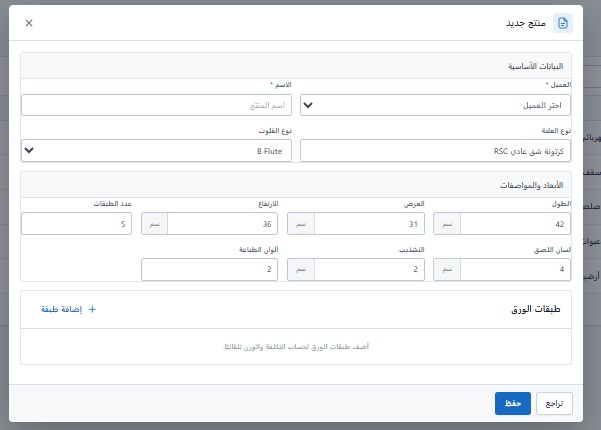 منتج جديد
البيانات الأساسية
العميل *
الاسم *
اختر العميل
اسم المنتج
نوع العلبة
نوع الفلوت
كرتونة شق عادي RSC
B Flute
الأبعاد والمواصفات
الطول
العرض
الارتفاع
عدد الطبقات
42 سم
31 سم
36 سم
5
لسان اللصق
التشذيب
ألوان الطباعة
4 سم
2 سم
2
طبقات الورق
+ إضافة طبقة
أضف طبقات الورق لحساب التكلفة والوزن تلقائيًا.
تراجع
حفظ